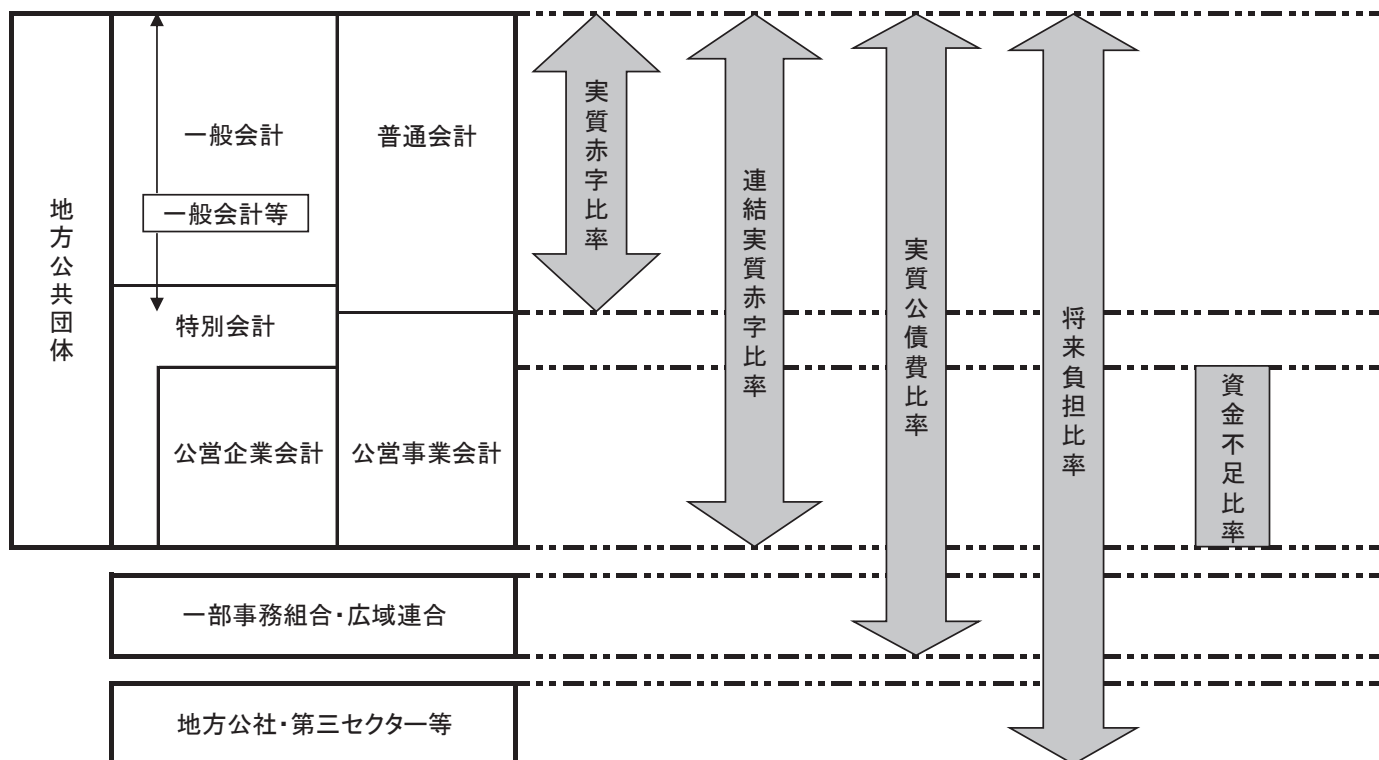 地方公共団体
一般会計
普通会計
一般会計等
特別会計
公営企業会計
公営事業会計
実質赤字比率
連結実質赤字比率
実質公債費比率
将来負担比率
資金不足比率
一部事務組合・広域連合
地方公社・第三セクター等